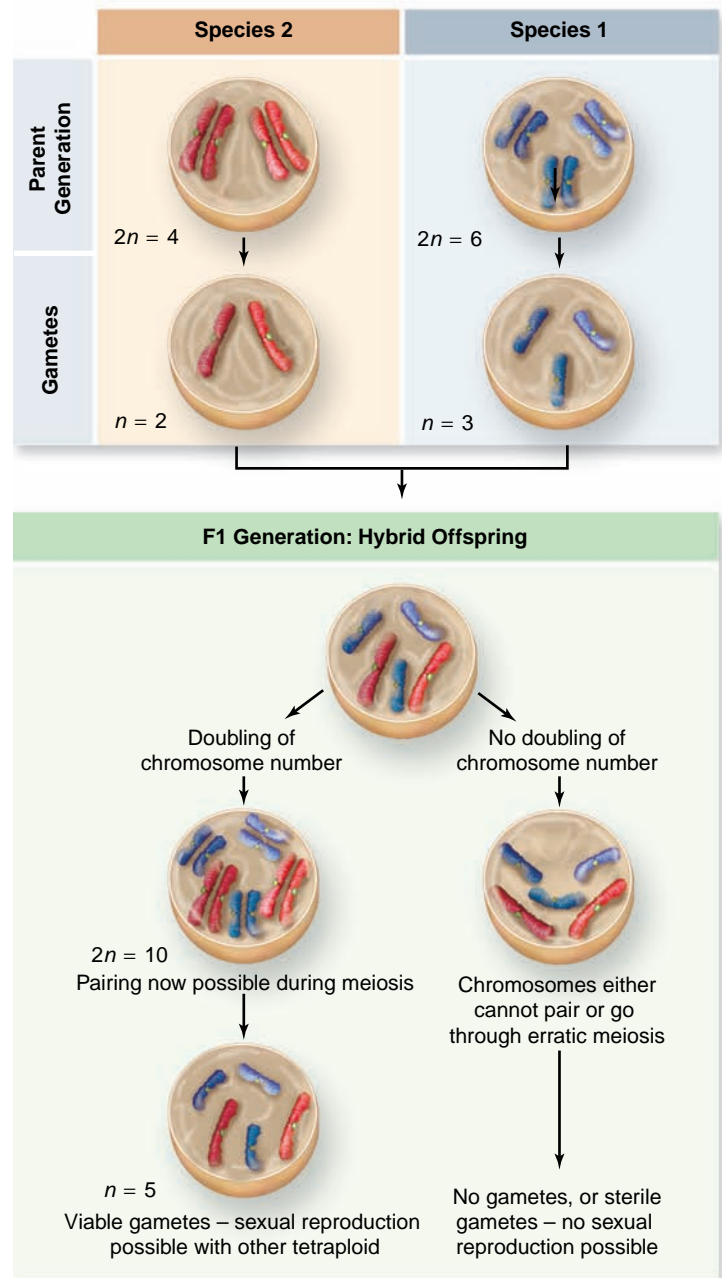 Species 2
Species 1
Parent
Generation
2n = 4
2n = 6
Gametes
n = 2
n = 3
F1 Generation: Hybrid Offspring
Doubling of
chromosome number
No doubling of
chromosome number
2n = 10
Pairing now possible during meiosis
Chromosomes either
cannot pair or go
through erratic meiosis
n = 5
Viable gametes – sexual reproduction
possible with other tetraploid
No gametes, or sterile
gametes – no sexual
reproduction possible